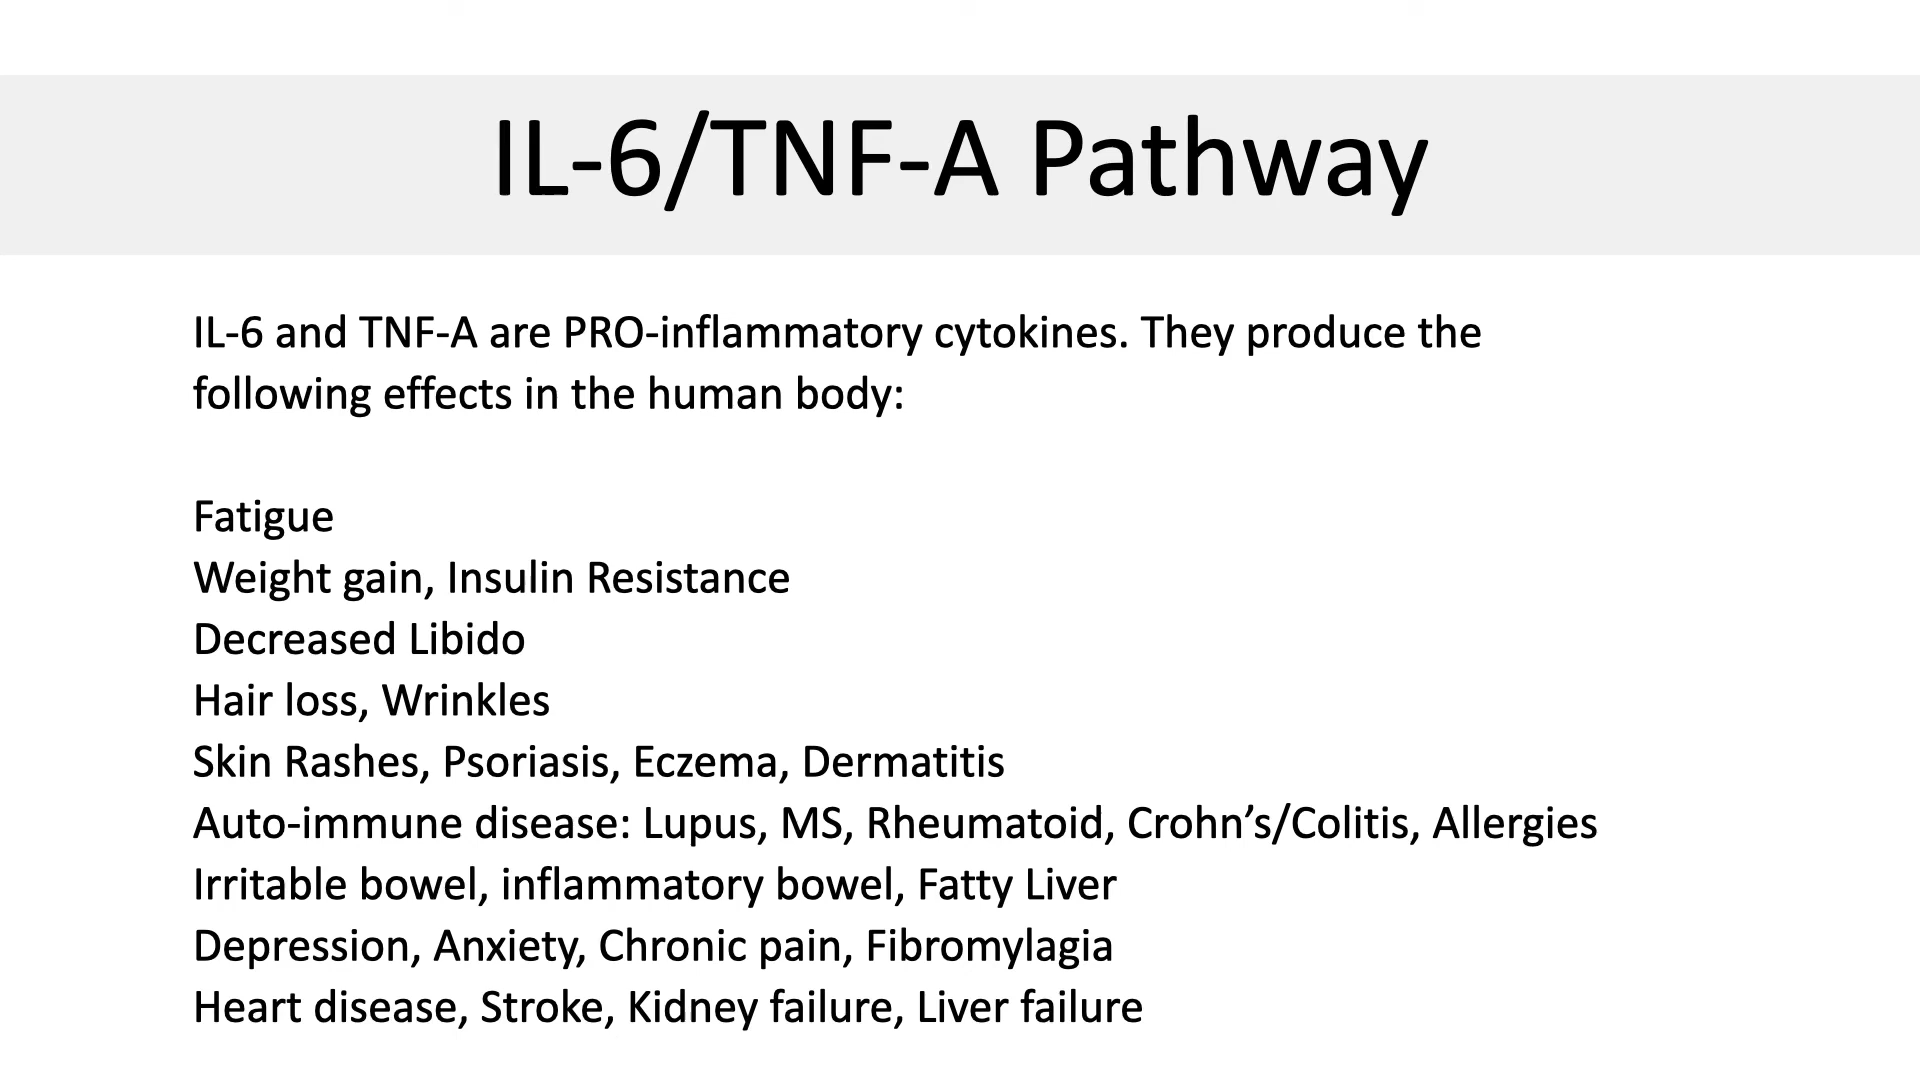 IL-6/TNF-A Pathway
IL-6 and TNF-A are PRO-inflammatory cytokines. They produce the
following effects in the human body:
Fatigue
Weight gain, Insulin Resistance
Decreased Libido
Hair loss, Wrinkles
Skin Rashes, Psoriasis, Eczema, Dermatitis
Auto-immune disease: Lupus, MS, Rheumatoid, Crohn’s/Colitis, Allergies
Irritable bowel, inflammatory bowel, Fatty Liver
Depression, Anxiety, Chronic pain, Fibromylagia
Heart disease, Stroke, Kidney failure, Liver failure